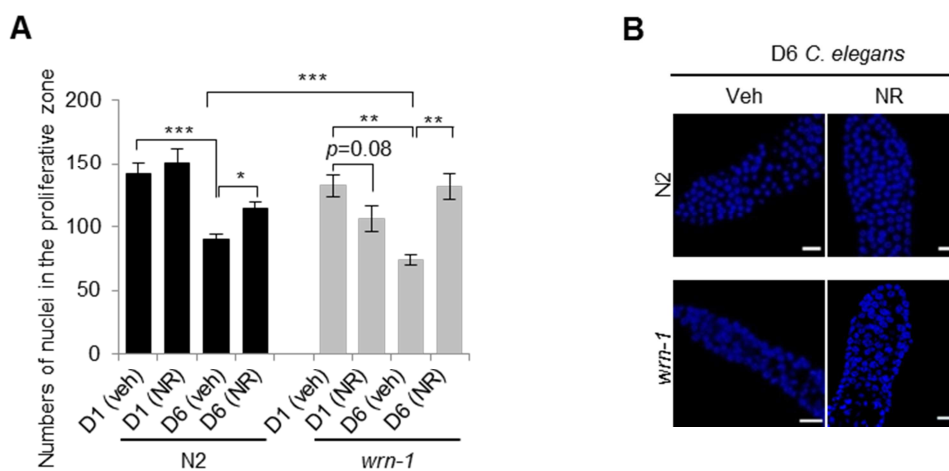 A
Numbers of nuclei in the proliferative zone
200
150
100
50
0
***
***
*
**
**
p=0.08
D1 (veh)
D1 (NR)
D6 (veh)
D6 (NR)
D1 (veh)
D1 (NR)
D6 (veh)
D6 (NR)
N2
wrn-1
B
D6 C. elegans
Veh
NR
N2
wrn-1